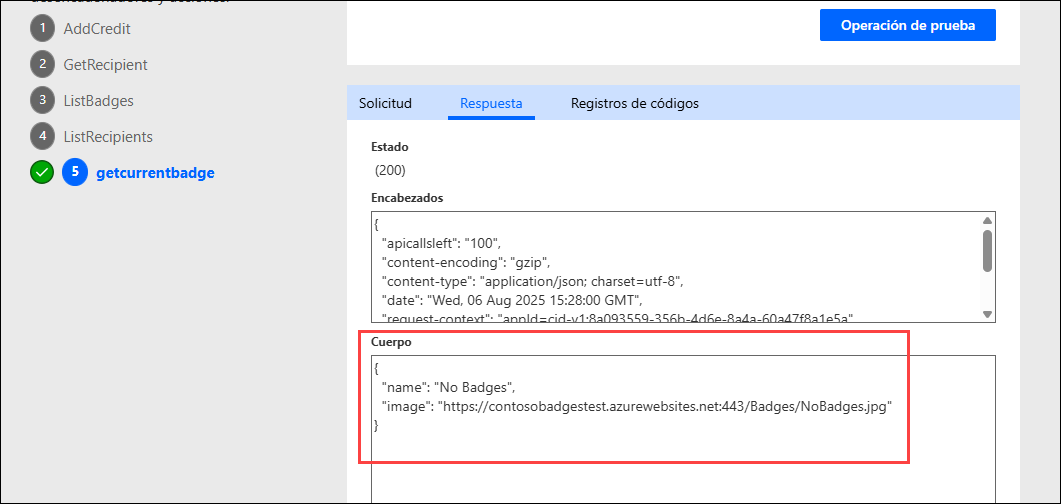 desencadenadores y acciones.
1 AddCredit
2 GetRecipient
3 ListBadges
4 ListRecipients
5 getcurrentbadge
Operación de prueba
Solicitud Respuesta Registros de códigos
Estado
(200)
Encabezados
{
"apicallsleft": "100",
"content-encoding": "gzip",
"content-type": "application/json; charset=utf-8",
"date": "Wed, 06 Aug 2025 15:28:00 GMT",
"request-context": "appId=cid-v1:8a093559-356b-4d6e-8a4a-60a47f8a1e5a"
Cuerpo
{
"name": "No Badges",
"image": "https://contosobadgestest.azurewebsites.net:443/Badges/NoBadges.jpg"
}